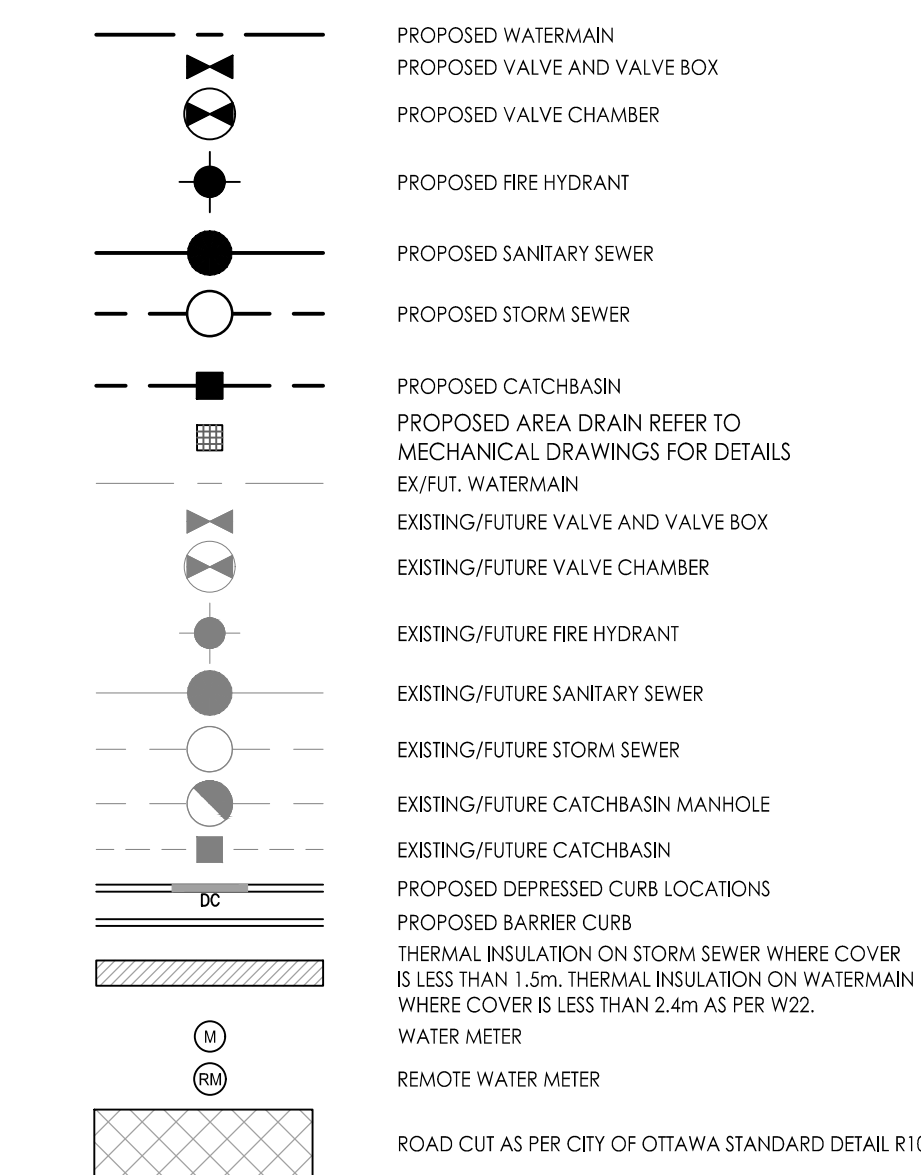 PROPOSED WATERMAIN
PROPOSED VALVE AND VALVE BOX
PROPOSED VALVE CHAMBER
PROPOSED FIRE HYDRANT
PROPOSED SANITARY SEWER
PROPOSED STORM SEWER
PROPOSED CATCHBASIN
PROPOSED AREA DRAIN REFER TO
MECHANICAL DRAWINGS FOR DETAILS
EX/FUT. WATERMAIN
EXISTING/FUTURE VALVE AND VALVE BOX
EXISTING/FUTURE VALVE CHAMBER
EXISTING/FUTURE FIRE HYDRANT
EXISTING/FUTURE SANITARY SEWER
EXISTING/FUTURE STORM SEWER
EXISTING/FUTURE CATCHBASIN MANHOLE
EXISTING/FUTURE CATCHBASIN
DC PROPOSED DEPRESSED CURB LOCATIONS
PROPOSED BARRIER CURB
THERMAL INSULATION ON STORM SEWER WHERE COVER
IS LESS THAN 1.5m. THERMAL INSULATION ON WATERMAIN
WHERE COVER IS LESS THAN 2.4m AS PER W22.
M WATER METER
RM REMOTE WATER METER
ROAD CUT AS PER CITY OF OTTAWA STANDARD DETAIL